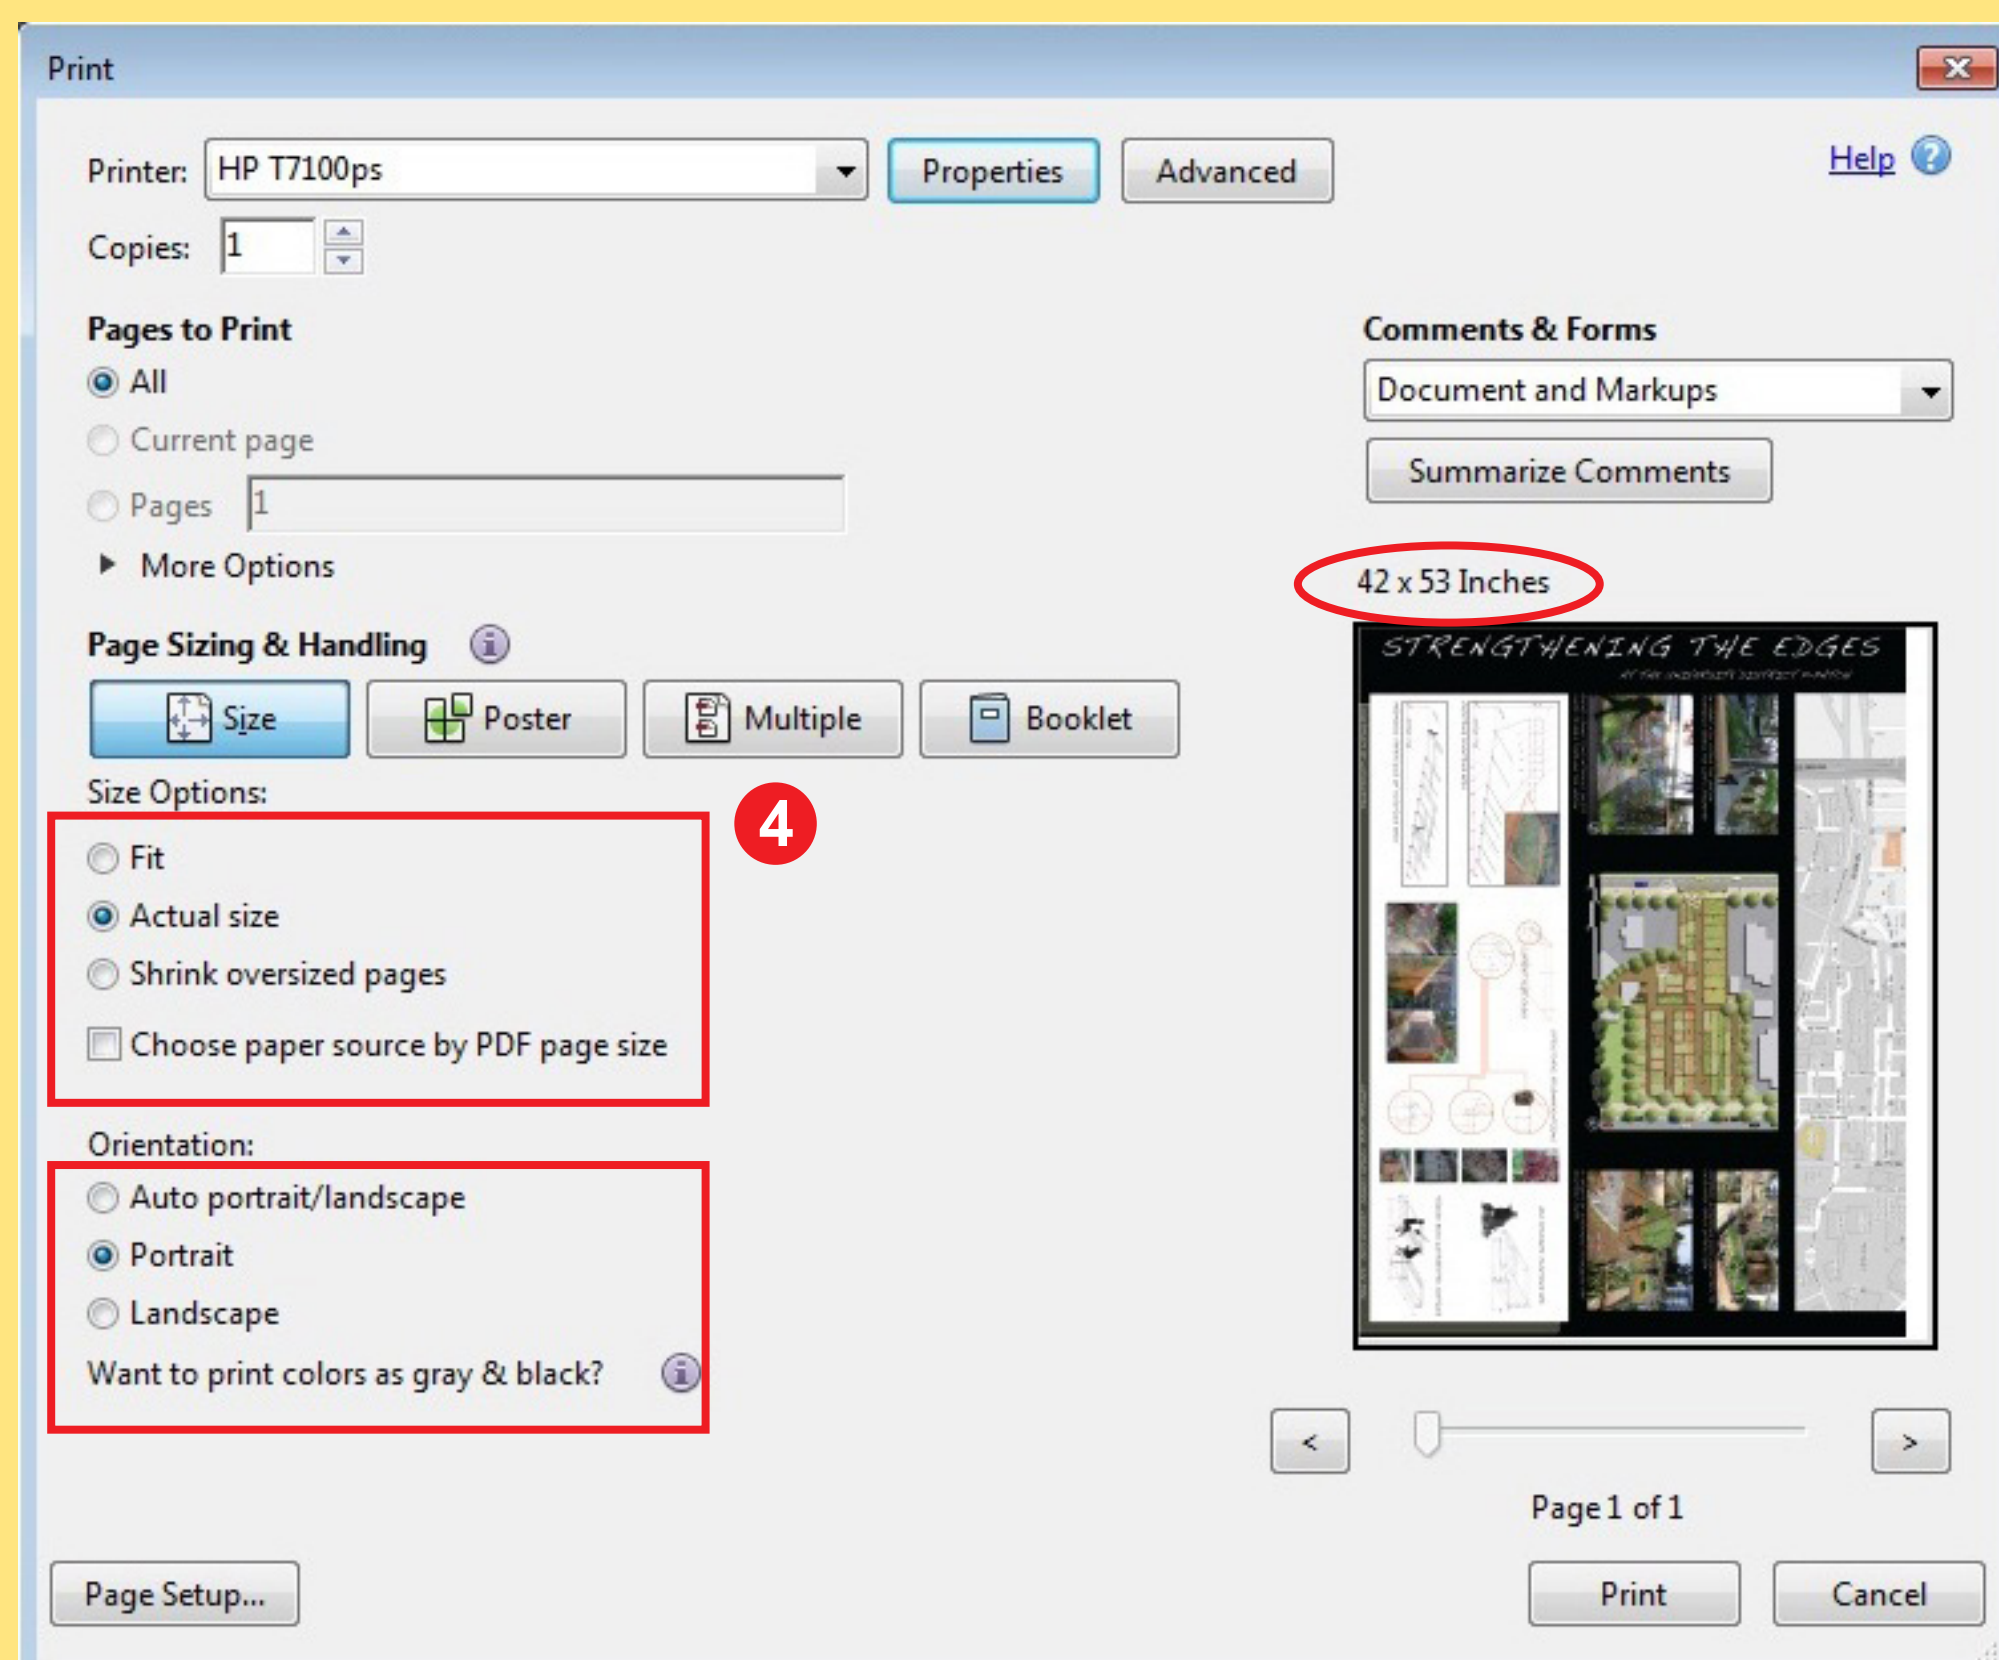 Print
Printer: HP T7100ps Properties Advanced Help
Copies: 1
Pages to Print
All
Current page
Pages 1
More Options
Comments & Forms
Document and Markups
Summarize Comments
42 x 53 Inches
STRENGTHENING THE EDGES
Page Sizing & Handling
Size Poster Multiple Booklet
Size Options:
4
Fit
Actual size
Shrink oversized pages
Choose paper source by PDF page size
Orientation:
Auto portrait/landscape
Portrait
Landscape
Want to print colors as gray & black?
< >
Page 1 of 1
Page Setup... Print Cancel